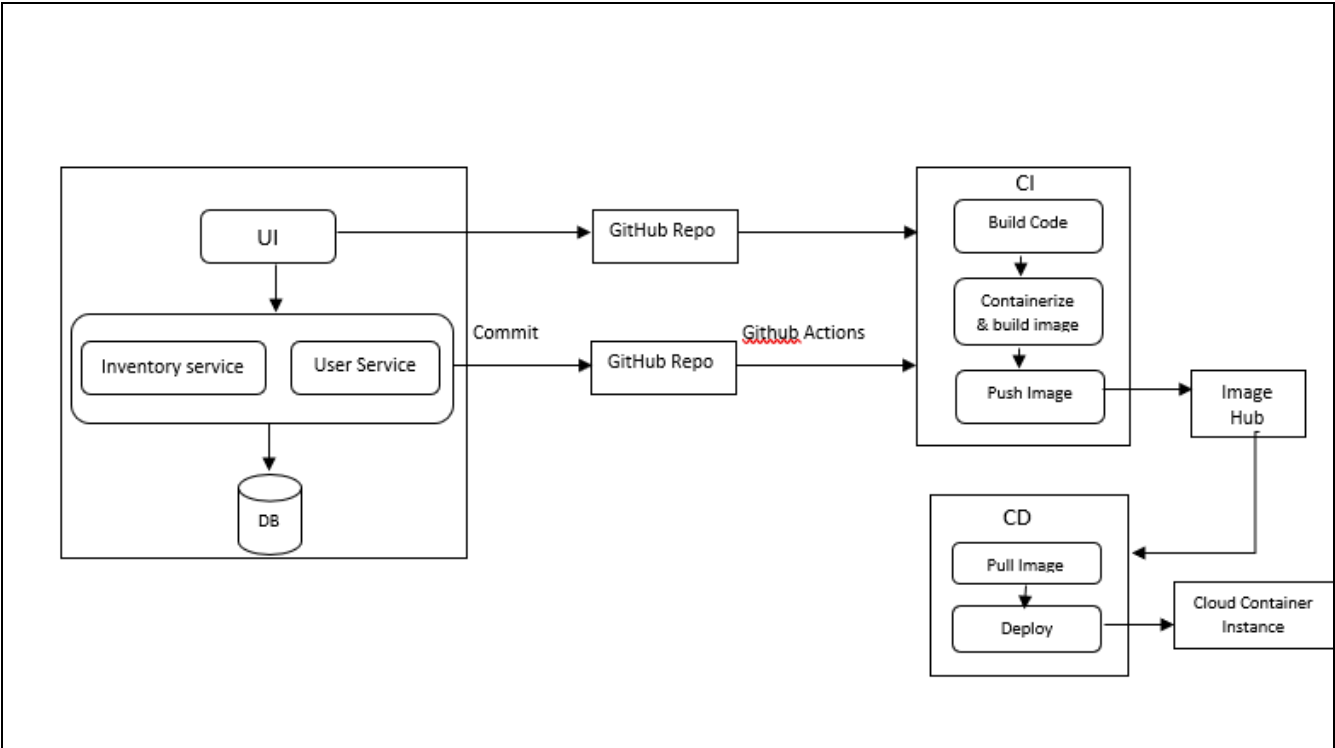 UI
Inventory service
User Service
DB
Commit
GitHub Repo
GitHub Repo
Github Actions
CI
Build Code
Containerize
& build image
Push Image
Image
Hub
CD
Pull Image
Deploy
Cloud Container
Instance